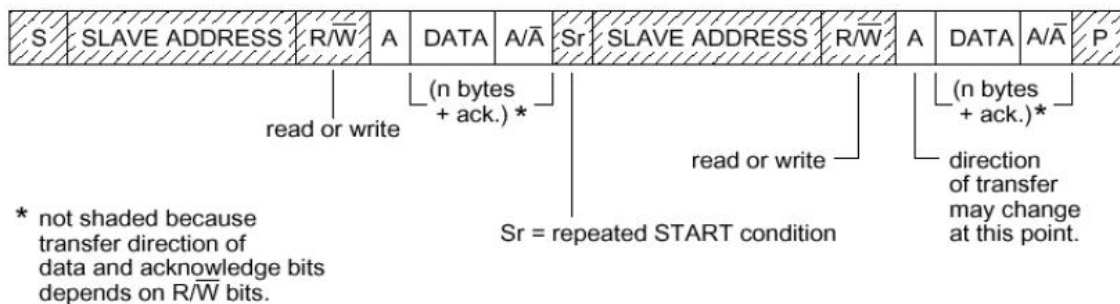 S SLAVE ADDRESS R/W̅ A DATA A/A̅ Sr SLAVE ADDRESS R/W̅ A DATA A/A̅ P
(n bytes
+ ack.) *
(n bytes
+ ack.) *
read or write
read or write
direction
of transfer
may change
at this point.
* not shaded because
transfer direction of
data and acknowledge bits
depends on R/W̅ bits.
Sr = repeated START condition